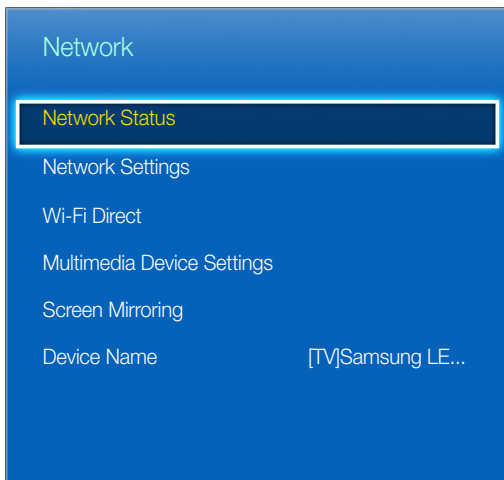 Network
Network Status
Network Settings
Wi-Fi Direct
Multimedia Device Settings
Screen Mirroring
Device Name [TV]Samsung LE...